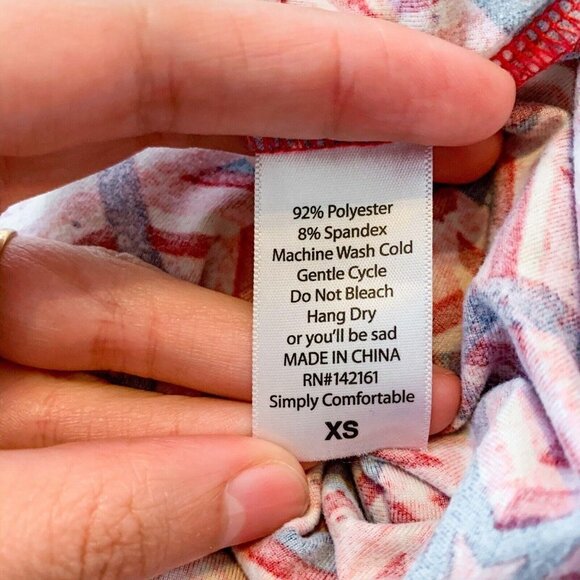 92% Polyester
8% Spandex
Machine Wash Cold
Gentle Cycle
Do Not Bleach
Hang Dry
or you'll be sad
MADE IN CHINA
RN#142161
Simply Comfortable
XS